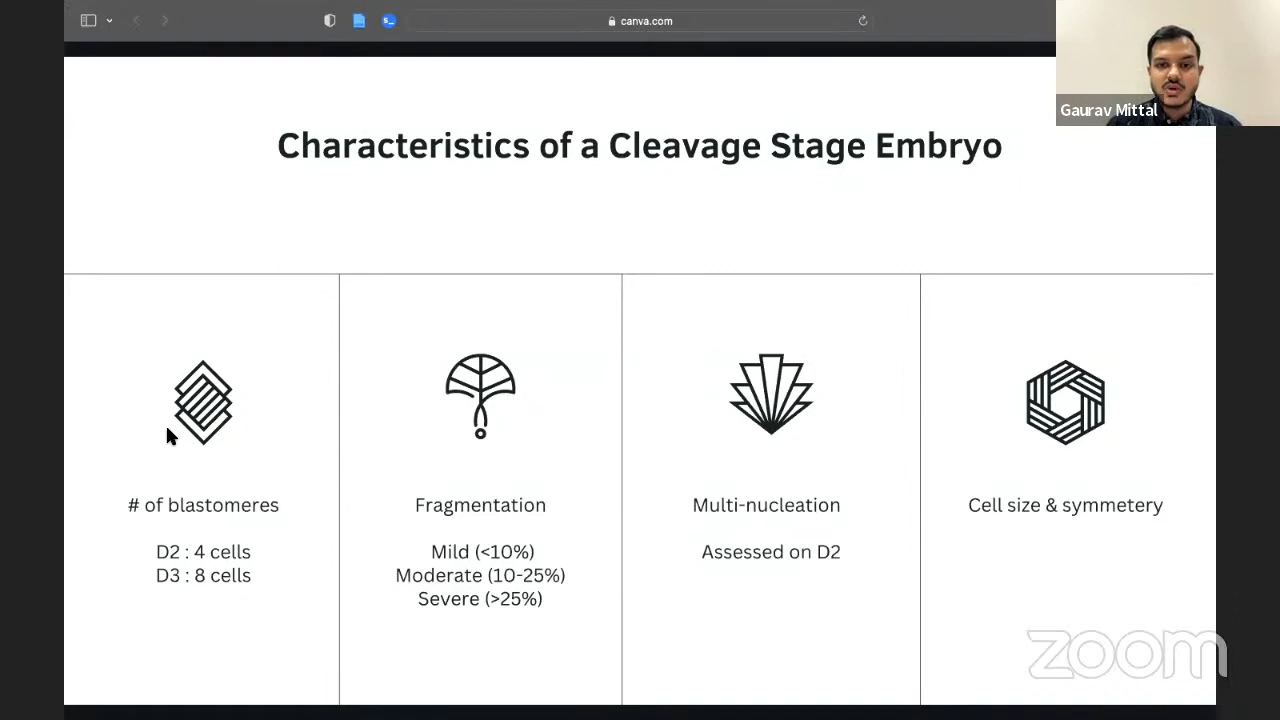 canva.com
Gaurav Mittal
Characteristics of a Cleavage Stage Embryo
# of blastomeres
D2 : 4 cells
D3 : 8 cells
Fragmentation
Mild (<10%)
Moderate (10-25%)
Severe (>25%)
Multi-nucleation
Assessed on D2
Cell size & symmetery
zoom